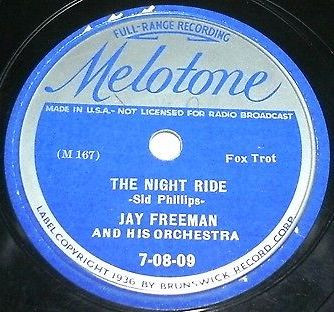 FULL-RANGE RECORDING
Melotone
MADE IN U.S.A.- NOT LICENSED FOR RADIO BROADCAST
(M 167)
Fox Trot
THE NIGHT RIDE
-Sid Phillips-
JAY FREEMAN
AND HIS ORCHESTRA
7-08-09
LABEL COPYRIGHT 1936 BY BRUNSWICK RECORD CORP.